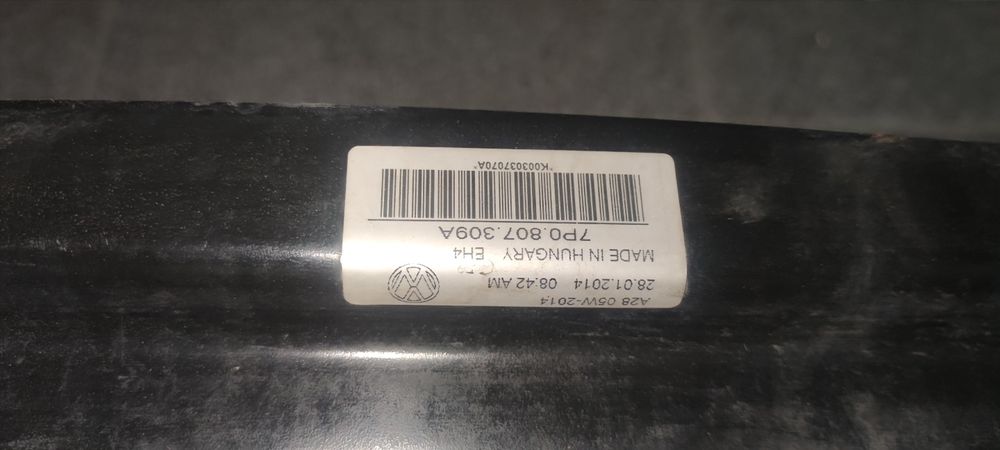 A28 05W-2014
28.01.2014 08:42 AM
MADE IN HUNGARY EH4
7P0.807.309A
*K003037070A*